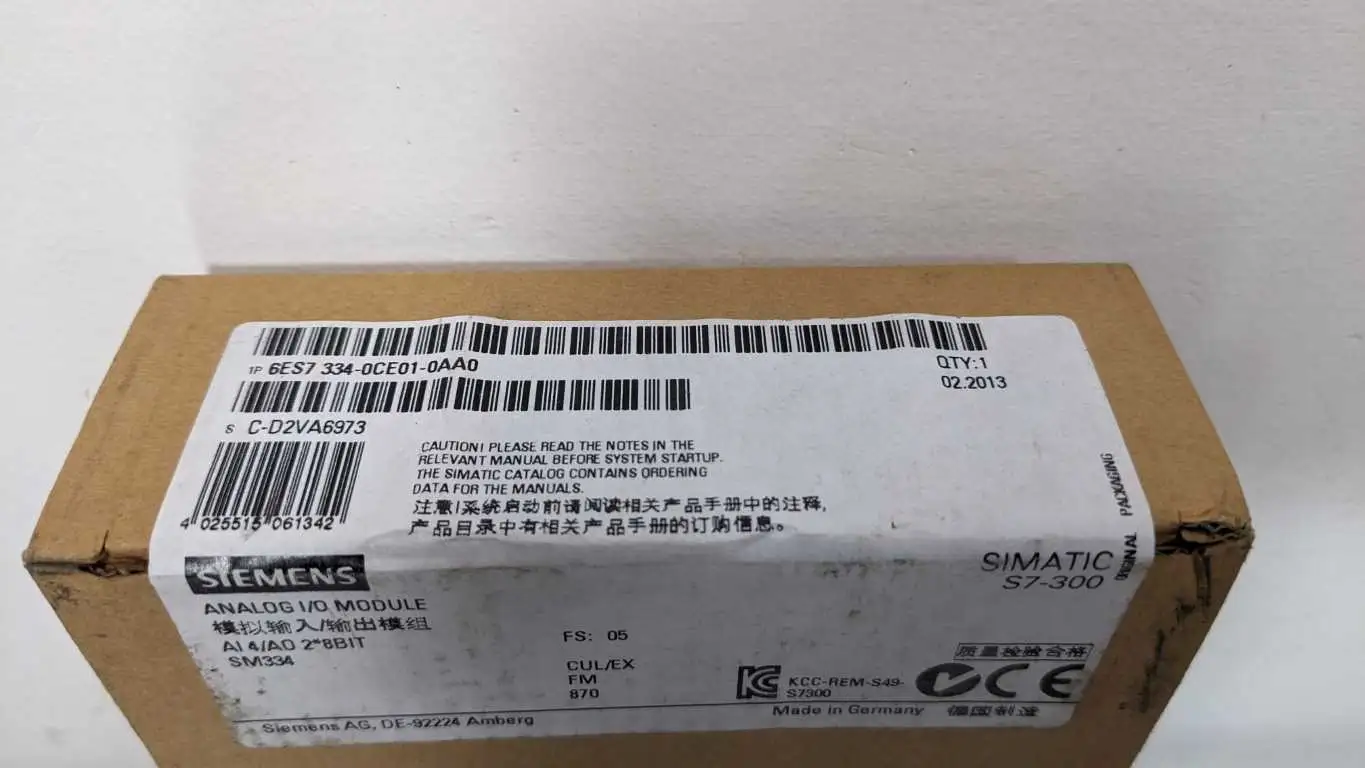 1P 6ES7 334-0CE01-0AA0
QTY:1
02.2013
S C-D2VA6973
4 025515 061342
CAUTION! PLEASE READ THE NOTES IN THE
RELEVANT MANUAL BEFORE SYSTEM STARTUP.
THE SIMATIC CATALOG CONTAINS ORDERING
DATA FOR THE MANUALS.
注意!系统启动前请阅读相关产品手册中的注释,
产品目录中有相关产品手册的订购信息。
ORIGINAL PACKAGING
SIEMENS
SIMATIC
S7-300
ANALOG I/O MODULE
模拟输入/输出模组
AI 4/AO 2*8BIT
SM334
FS: 05
CUL/EX
FM
870
质量检验合格
KCC-REM-S49-
S7300
CE
Made in Germany 德国制造
Siemens AG, DE-92224 Amberg